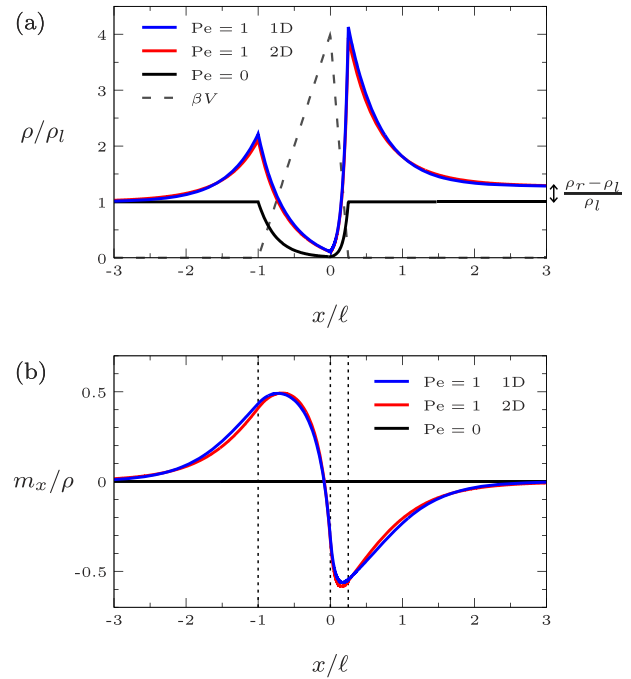 (a)
Pe = 1 1D
Pe = 1 2D
Pe = 0
βV
ρ/ρ_l
4
3
2
1
0
(ρ_r − ρ_l)/ρ_l
-3 -2 -1 0 1 2 3
x/ℓ
(b)
Pe = 1 1D
Pe = 1 2D
Pe = 0
m_x/ρ
0.5
0
-0.5
-3 -2 -1 0 1 2 3
x/ℓ